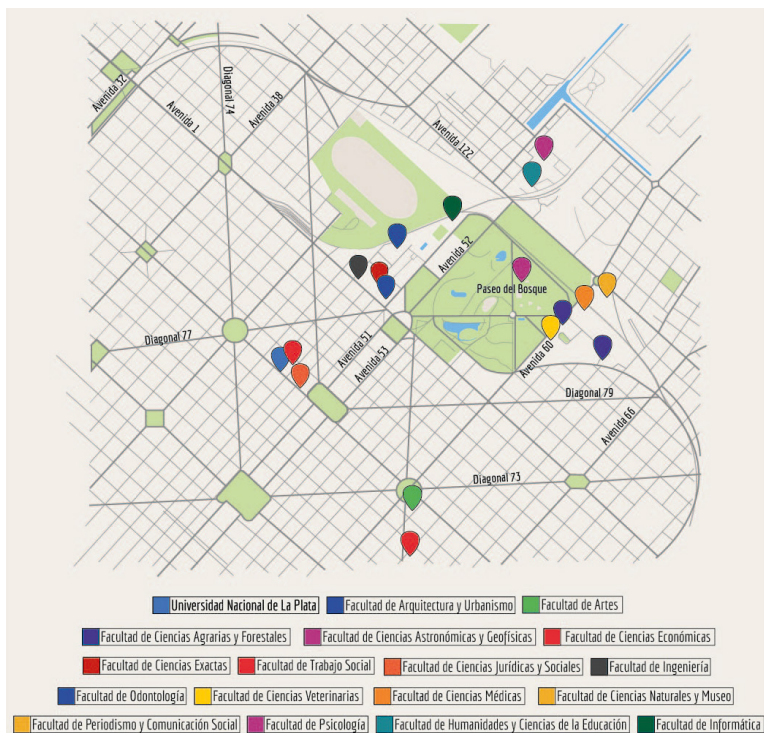 Avenida 32
Avenida 1
Diagonal 74
Avenida 38
Avenida 122
Avenida 52
Paseo del Bosque
Diagonal 77
Avenida 51
Avenida 53
Avenida 60
Diagonal 79
Avenida 66
Diagonal 73
Universidad Nacional de La Plata Facultad de Arquitectura y Urbanismo Facultad de Artes
Facultad de Ciencias Agrarias y Forestales Facultad de Ciencias Astronómicas y Geofísicas Facultad de Ciencias Económicas
Facultad de Ciencias Exactas Facultad de Trabajo Social Facultad de Ciencias Jurídicas y Sociales Facultad de Ingeniería
Facultad de Odontología Facultad de Ciencias Veterinarias Facultad de Ciencias Médicas Facultad de Ciencias Naturales y Museo
Facultad de Periodismo y Comunicación Social Facultad de Psicología Facultad de Humanidades y Ciencias de la Educación Facultad de Informática